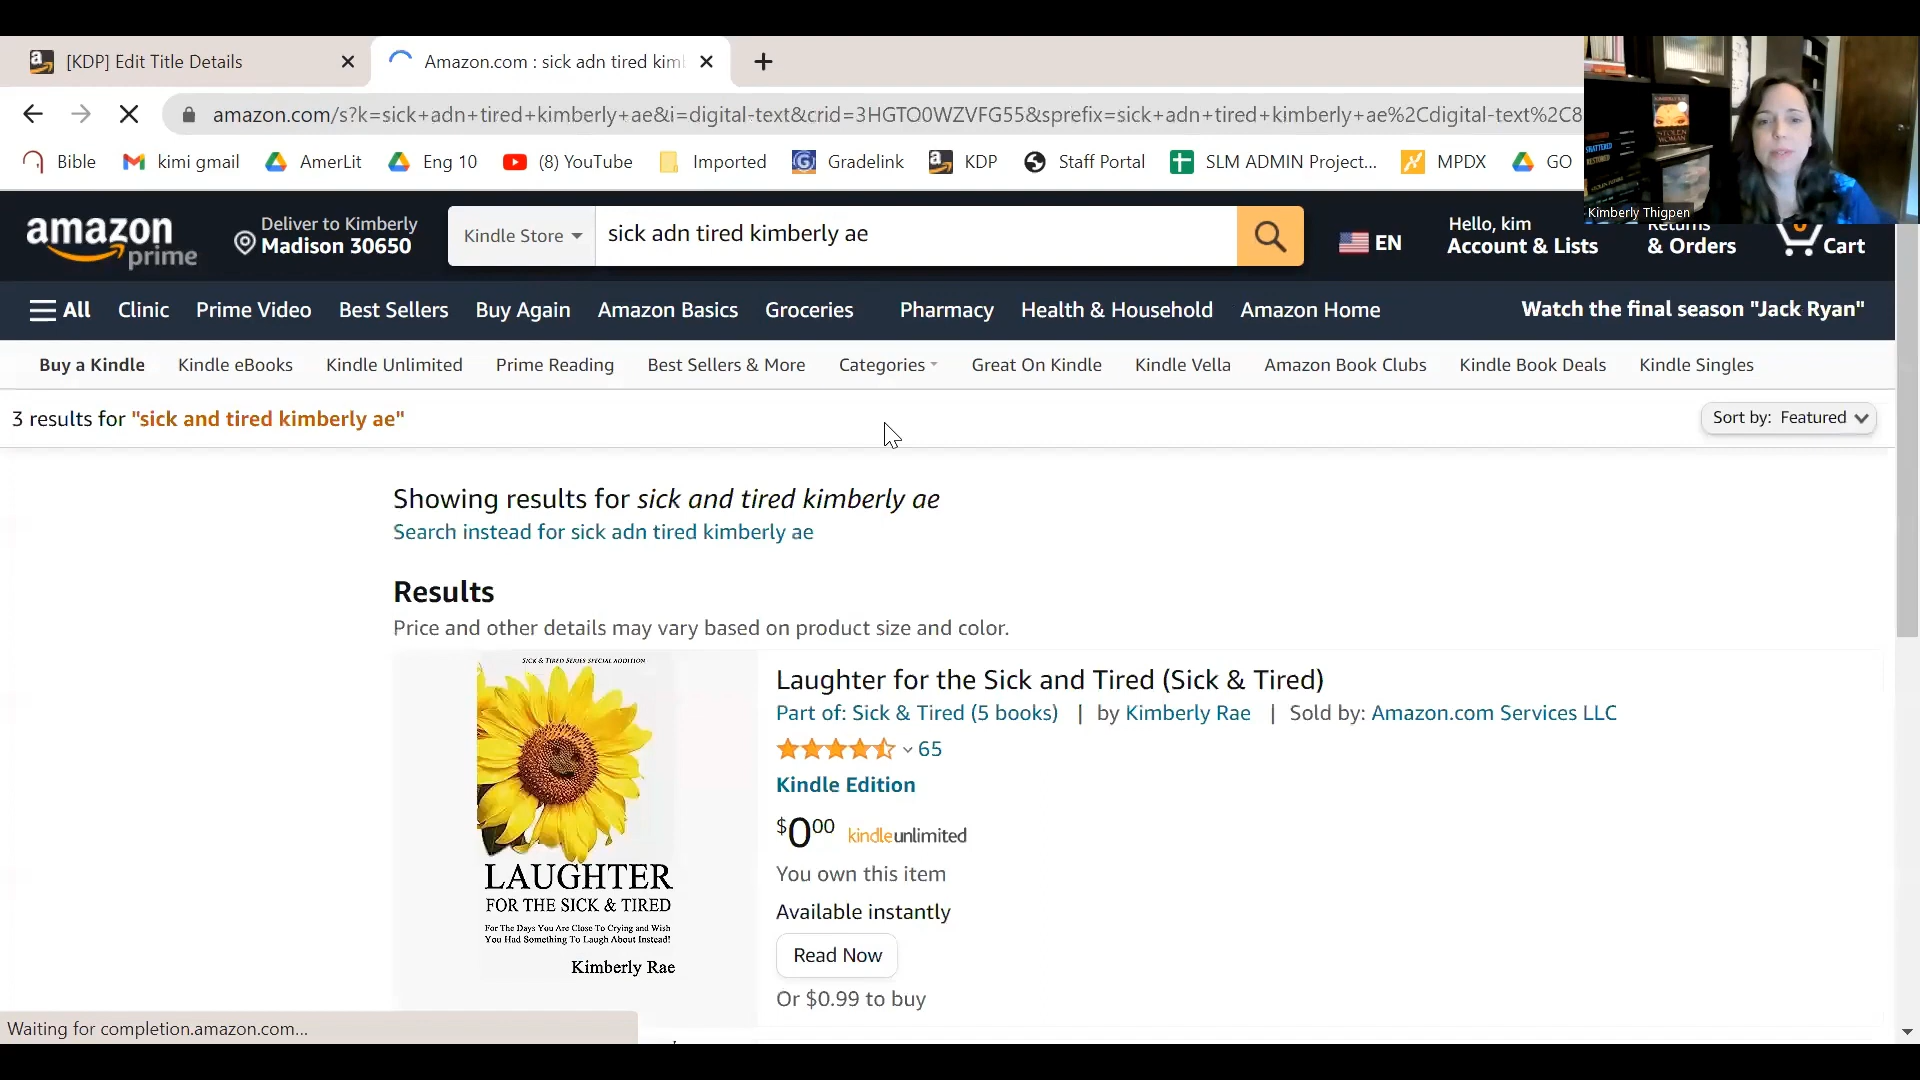 [KDP] Edit Title Details
Amazon.com : sick adn tired kim
amazon.com/s?k=sick+adn+tired+kimberly+ae&i=digital-text&crid=3HGTO0WZVFG55&sprefix=sick+adn+tired+kimberly+ae%2Cdigital-text%2C8
Bible kimi gmail AmerLit Eng 10 (8) YouTube Imported Gradelink KDP Staff Portal SLM ADMIN Project... MPDX GO
STOLEN
WOMAN
SHATTERED
RESTORED
Kimberly Thigpen
amazon prime
Deliver to Kimberly
Madison 30650
Kindle Store
sick adn tired kimberly ae
EN
Hello, kim
Account & Lists
Returns
& Orders
0
Cart
All Clinic Prime Video Best Sellers Buy Again Amazon Basics Groceries Pharmacy Health & Household Amazon Home Watch the final season "Jack Ryan"
Buy a Kindle Kindle eBooks Kindle Unlimited Prime Reading Best Sellers & More Categories Great On Kindle Kindle Vella Amazon Book Clubs Kindle Book Deals Kindle Singles
3 results for "sick and tired kimberly ae"
Sort by: Featured
Showing results for sick and tired kimberly ae
Search instead for sick adn tired kimberly ae
Results
Price and other details may vary based on product size and color.
SICK & TIRED SERIES SPECIAL ADDITION
LAUGHTER
FOR THE SICK & TIRED
For The Days You Are Close To Crying and Wish
You Had Something To Laugh About Instead!
Kimberly Rae
Laughter for the Sick and Tired (Sick & Tired)
Part of: Sick & Tired (5 books) | by Kimberly Rae | Sold by: Amazon.com Services LLC
65
Kindle Edition
$000 kindleunlimited
You own this item
Available instantly
Read Now
Or $0.99 to buy
Waiting for completion.amazon.com...